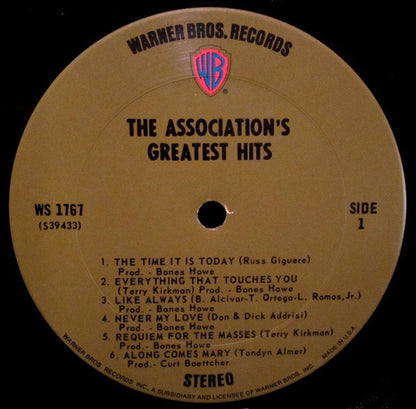 WARNER BROS. RECORDS
WB
®
THE ASSOCIATION'S
GREATEST HITS
WS 1767
(S39433)
SIDE
1
1. THE TIME IT IS TODAY (Russ Giguere)
Prod. - Bones Howe
2. EVERYTHING THAT TOUCHES YOU
(Terry Kirkman) Prod. - Bones Howe
3. LIKE ALWAYS (B. Alcivar-T. Ortega-L. Ramos,Jr.)
Prod. - Bones Howe
4. NEVER MY LOVE (Don & Dick Addrisi)
Prod. - Bones Howe
5. REQUIEM FOR THE MASSES (Terry Kirkman)
Prod. - Bones Howe
6. ALONG COMES MARY (Tandyn Almer)
Prod.- Curt Boettcher
STEREO
WARNER BROS. RECORDS INC. A SUBSIDIARY AND LICENSEE OF WARNER BROS. INC. MADE IN U.S.A.